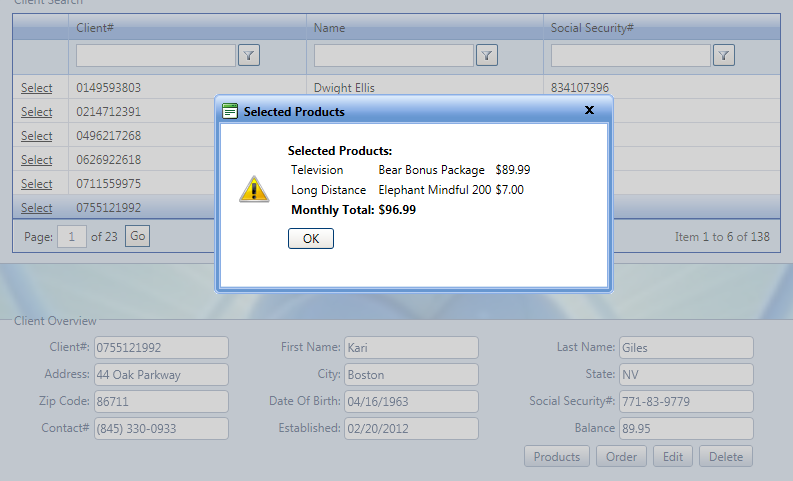 Client Search
Client# Name Social Security#
Select 0149593803 Dwight Ellis 834107396
Select 0214712391
Select 0496217268
Select 0626922618
Select 0711559975
Select 0755121992
Page: 1 of 23 Go Item 1 to 6 of 138
Selected Products x
Selected Products:
Television Bear Bonus Package $89.99
Long Distance Elephant Mindful 200 $7.00
Monthly Total: $96.99
OK
Client Overview
Client#: 0755121992 First Name: Kari Last Name: Giles
Address: 44 Oak Parkway City: Boston State: NV
Zip Code: 86711 Date Of Birth: 04/16/1963 Social Security#: 771-83-9779
Contact# (845) 330-0933 Established: 02/20/2012 Balance 89.95
Products Order Edit Delete